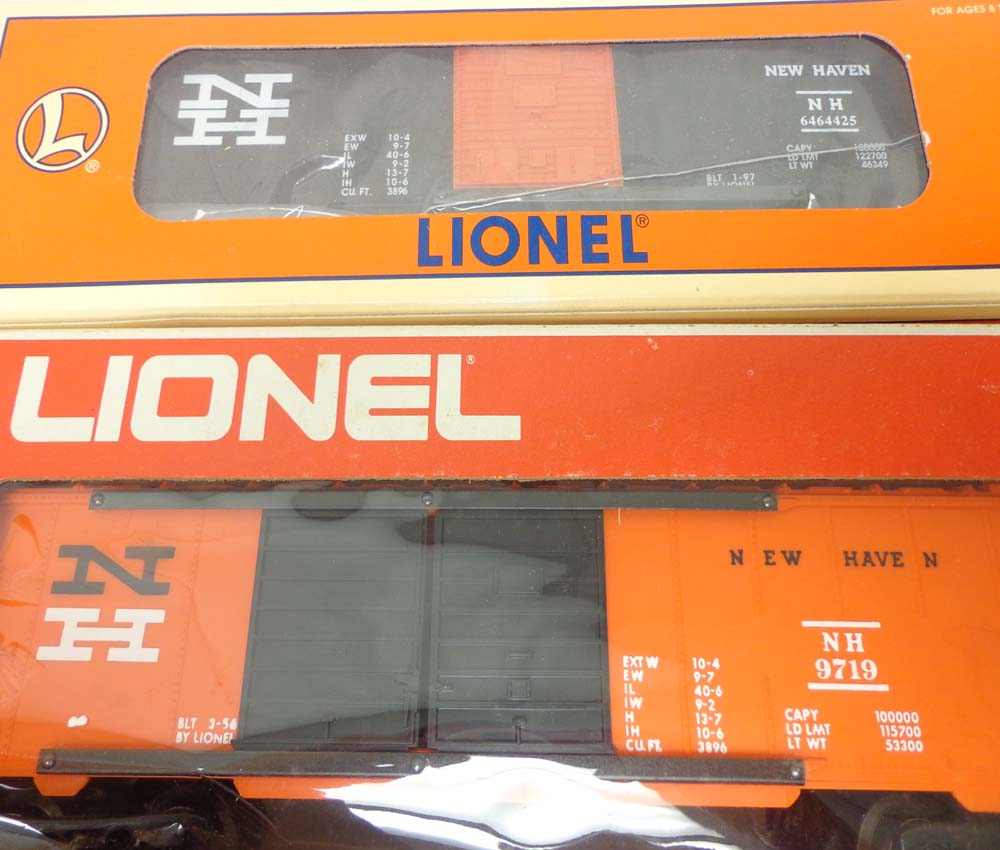 FOR AGES 8
L
®
NH
EXW 10-4
EW 9-7
IL 40-6
IW 9-2
H 13-7
IH 10-6
CU. FT. 3896
NEW HAVEN
NH
6464425
CAPY 100000
LD LMT 122700
LT WT 46349
BLT 1-97
BY LIONEL
LIONEL®
LIONEL®
N
H
BLT 3-56
BY LIONEL
NEW HAVEN
NH
9719
EXT W 10-4
EW 9-7
IL 40-6
IW 9-2
H 13-7
IH 10-6
CU. FT. 3896
CAPY 100000
LD LMT 115700
LT WT 53300